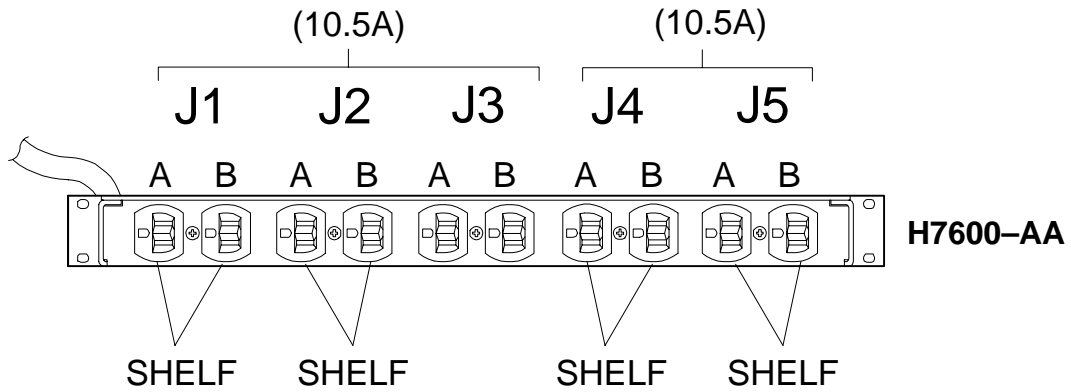 (10.5A) (10.5A)
J1 J2 J3 J4 J5
A B A B A B A B A B
H7600–AA
SHELF SHELF SHELF SHELF